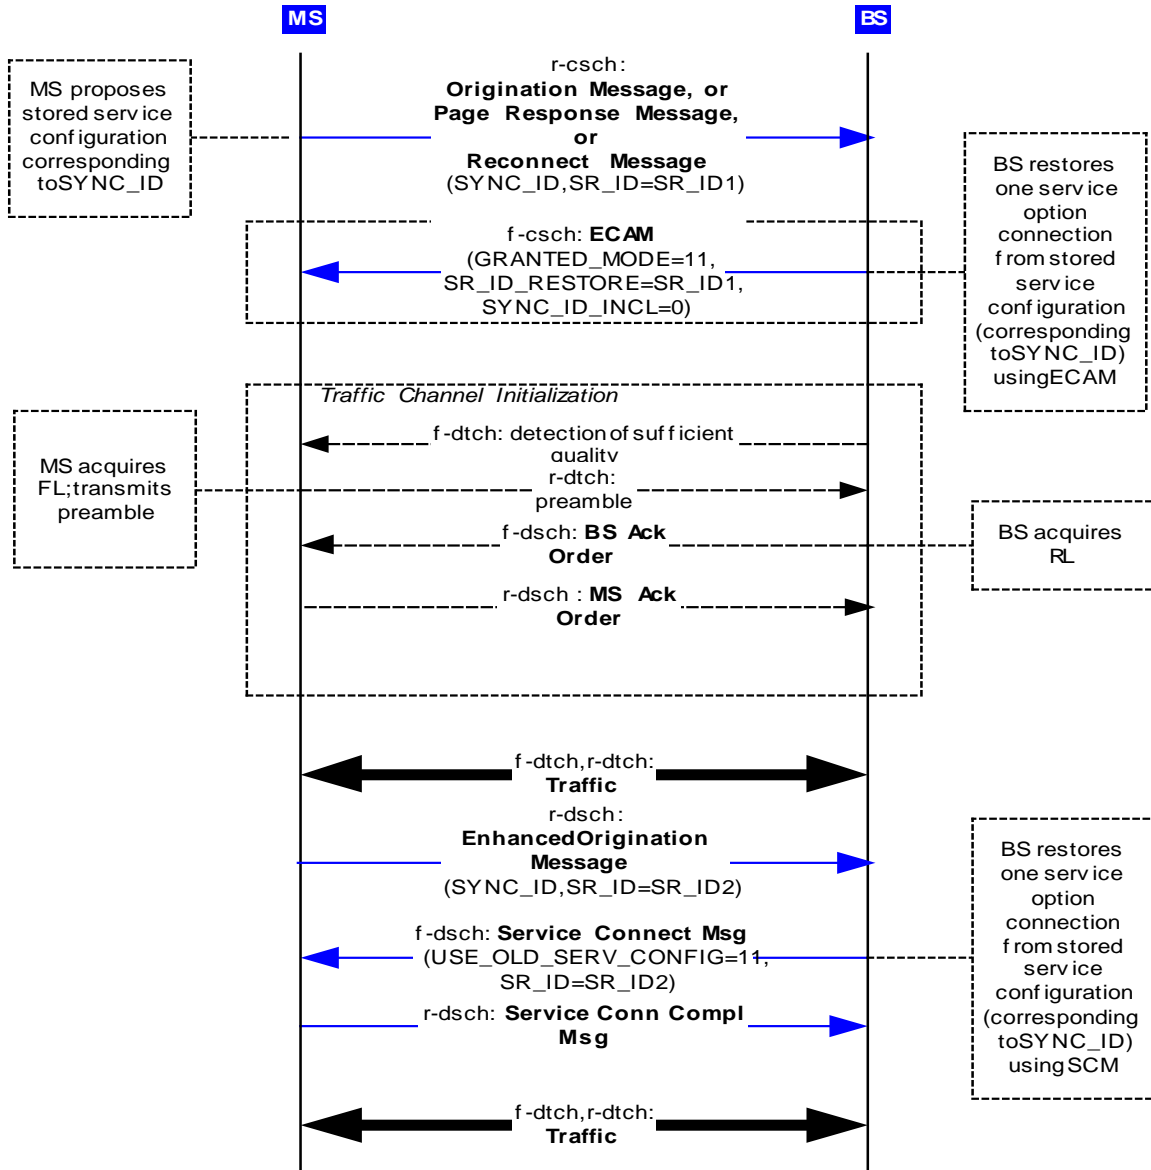 MS
BS
r-csch:
Origination Message, or
Page Response Message,
or
Reconnect Message
(SYNC_ID,SR_ID=SR_ID1)
MS proposes
stored service
configuration
corresponding
toSYNC_ID
BS restores
one service
option
connection
from stored
service
configuration
(corresponding
toSYNC_ID)
usingECAM
f-csch: ECAM
(GRANTED_MODE=11,
SR_ID_RESTORE=SR_ID1,
SYNC_ID_INCL=0)
Traffic Channel Initialization
f-dtch: detection of sufficient
quality
MS acquires
FL;transmits
preamble
r-dtch:
preamble
f-dsch: BS Ack
Order
BS acquires
RL
r-dsch : MS Ack
Order
f-dtch,r-dtch:
Traffic
r-dsch:
EnhancedOrigination
Message
(SYNC_ID,SR_ID=SR_ID2)
BS restores
one service
option
connection
from stored
service
configuration
(corresponding
toSYNC_ID)
usingSCM
f-dsch: Service Connect Msg
(USE_OLD_SERV_CONFIG=11,
SR_ID=SR_ID2)
r-dsch: Service Conn Compl
Msg
f-dtch,r-dtch:
Traffic